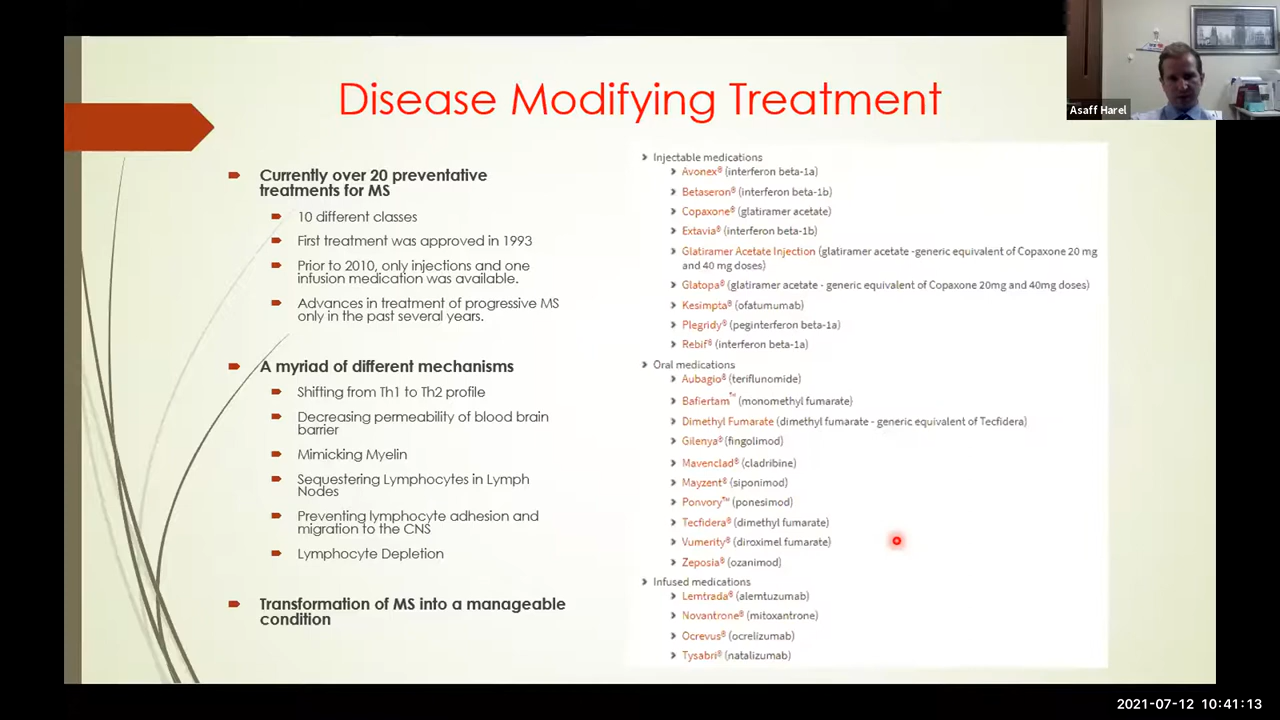 Disease Modifying Treatment
Asaff Harel
Currently over 20 preventative
treatments for MS
10 different classes
First treatment was approved in 1993
Prior to 2010, only injections and one
infusion medication was available.
Advances in treatment of progressive MS
only in the past several years.
A myriad of different mechanisms
Shifting from Th1 to Th2 profile
Decreasing permeability of blood brain
barrier
Mimicking Myelin
Sequestering Lymphocytes in Lymph
Nodes
Preventing lymphocyte adhesion and
migration to the CNS
Lymphocyte Depletion
Transformation of MS into a manageable
condition
Injectable medications
Avonex® (interferon beta-1a)
Betaseron® (interferon beta-1b)
Copaxone® (glatiramer acetate)
Extavia® (interferon beta-1b)
Glatiramer Acetate Injection (glatiramer acetate -generic equivalent of Copaxone 20 mg
and 40 mg doses)
Glatopa® (glatiramer acetate - generic equivalent of Copaxone 20mg and 40mg doses)
Kesimpta® (ofatumumab)
Plegridy® (peginterferon beta-1a)
Rebif® (interferon beta-1a)
Oral medications
Aubagio® (teriflunomide)
Bafiertam™ (monomethyl fumarate)
Dimethyl Fumarate (dimethyl fumarate - generic equivalent of Tecfidera)
Gilenya® (fingolimod)
Mavenclad® (cladribine)
Mayzent® (siponimod)
Ponvory™ (ponesimod)
Tecfidera® (dimethyl fumarate)
Vumerity® (diroximel fumarate)
Zeposia® (ozanimod)
Infused medications
Lemtrada® (alemtuzumab)
Novantrone® (mitoxantrone)
Ocrevus® (ocrelizumab)
Tysabri® (natalizumab)
2021-07-12 10:41:13